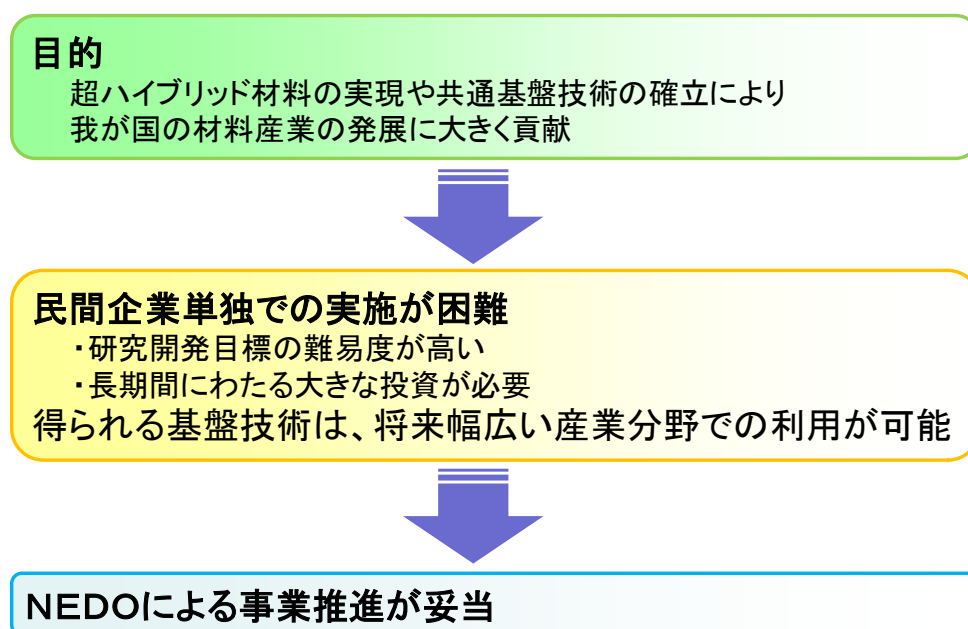 目的
超ハイブリッド材料の実現や共通基盤技術の確立により
我が国の材料産業の発展に大きく貢献
民間企業単独での実施が困難
・研究開発目標の難易度が高い
・長期間にわたる大きな投資が必要
得られる基盤技術は、将来幅広い産業分野での利用が可能
NEDOによる事業推進が妥当